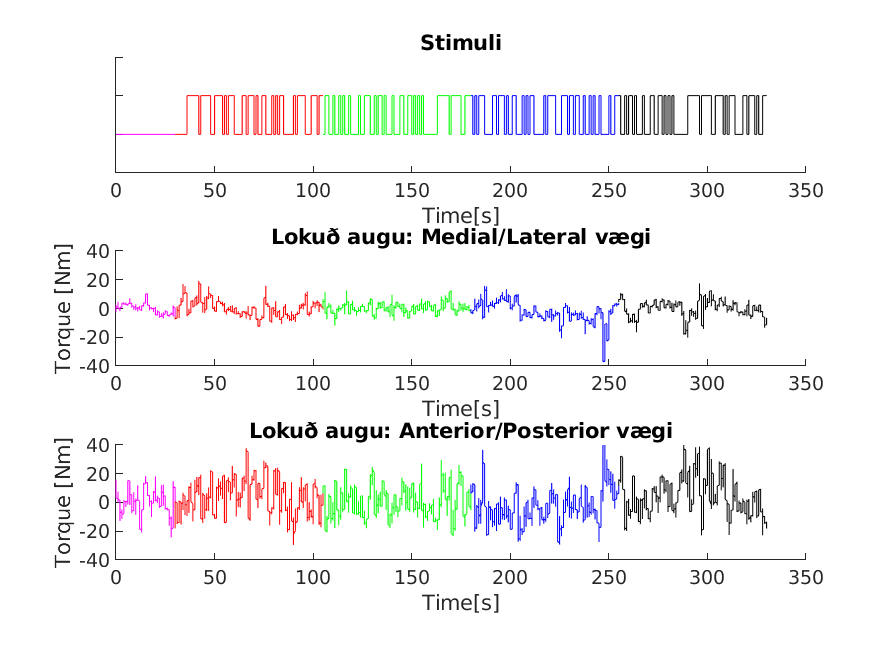 Stimuli
0 50 100 150 200 250 300 350
Time[s]
Lokuð augu: Medial/Lateral vægi
Torque [Nm]
40
20
0
-20
-40
0 50 100 150 200 250 300 350
Time[s]
Lokuð augu: Anterior/Posterior vægi
Torque [Nm]
40
20
0
-20
-40
0 50 100 150 200 250 300 350
Time[s]